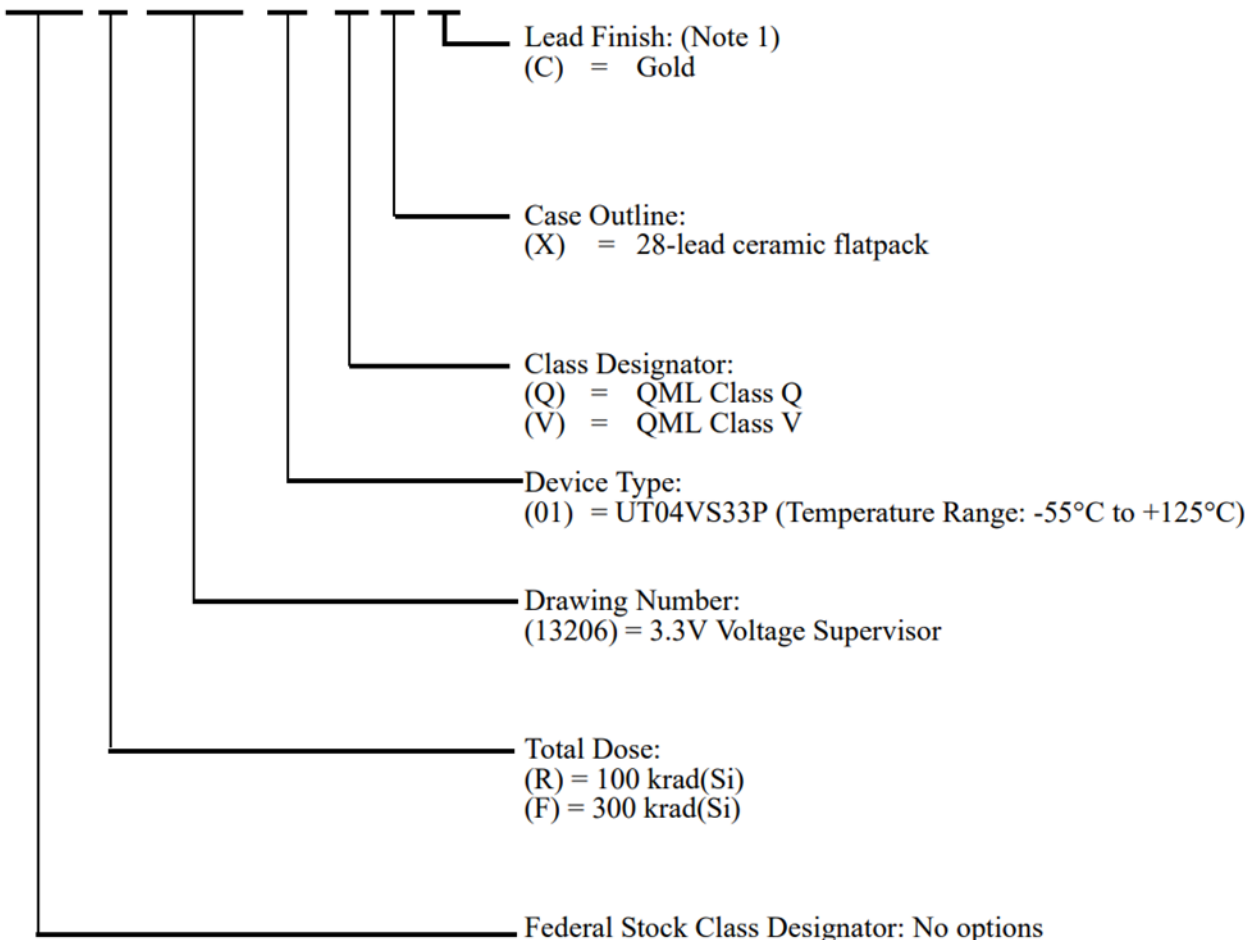 Lead Finish: (Note 1)
(C) = Gold
Case Outline:
(X) = 28-lead ceramic flatpack
Class Designator:
(Q) = QML Class Q
(V) = QML Class V
Device Type:
(01) = UT04VS33P (Temperature Range: -55°C to +125°C)
Drawing Number:
(13206) = 3.3V Voltage Supervisor
Total Dose:
(R) = 100 krad(Si)
(F) = 300 krad(Si)
Federal Stock Class Designator: No options